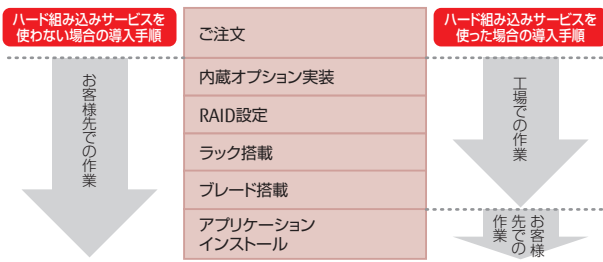 ハード組み込みサービスを
使わない場合の導入手順
お客様先での作業
ご注文
内蔵オプション実装
RAID設定
ラック搭載
ブレード搭載
アプリケーション
インストール
ハード組み込みサービスを
使った場合の導入手順
工場での作業
お客様
先での
作業